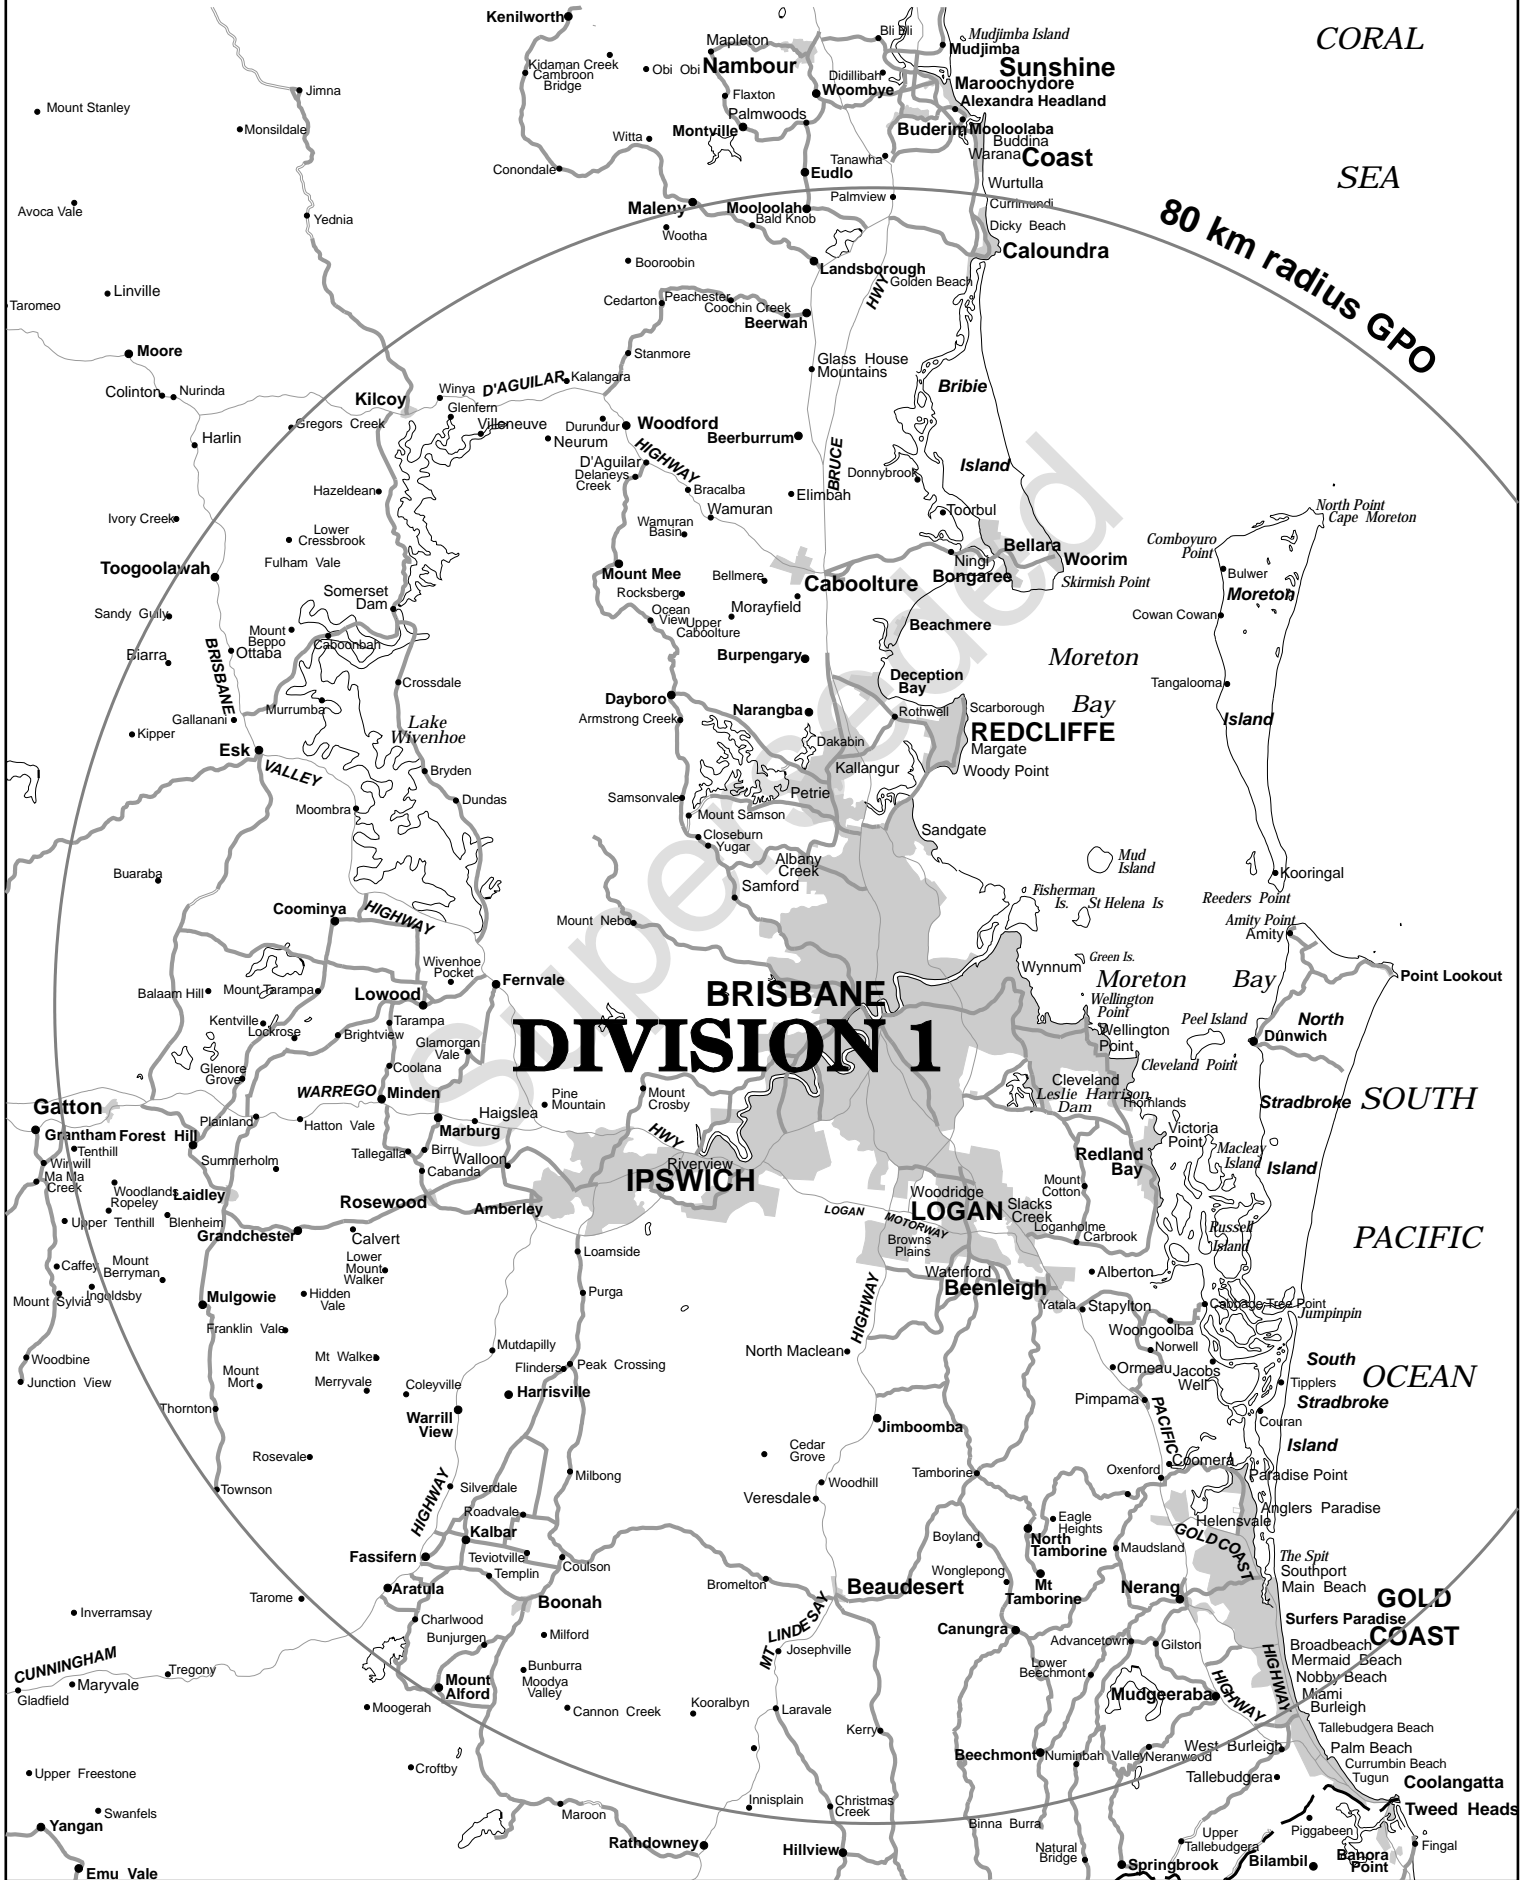 Kenilworth
Mapleton
Bli Bli
Mudjimba Island
Mudjimba
CORAL
Kidaman Creek
Cambroon
Bridge
Obi Obi
Nambour
Didillibah
Sunshine
Woombye
Maroochydore
Alexandra Headland
Jimna
Flaxton
Palmwoods
Mount Stanley
Monsildale
Witta
Montville
Buderim
Mooloolaba
Buddina
Warana
Coast
Tanawha
Conondale
Eudlo
SEA
Wurtulla
Avoca Vale
Yednia
Maleny
Mooloolah
Bald Knob
Palmview
Currimundi
Dicky Beach
80 km radius GPO
Wootha
Caloundra
Booroobin
Landsborough
Golden Beach
HWY
Taromeo
Linville
Cedarton
Peachester
Coochin Creek
Beerwah
Moore
Stanmore
Glass House
Mountains
Colinton
Nurinda
Kilcoy
Winya
D'AGUILAR
Kalangara
Bribie
Glenfern
Gregors Creek
Villeneuve
Durundur
Woodford
Harlin
Neurum
Beerburrum
HIGHWAY
BRUCE
D'Aguilar
Delaneys
Creek
Donnybrook
Island
Hazeldean
Bracalba
Elimbah
Wamuran
Toorbul
North Point
Cape Moreton
Ivory Creek
Lower
Cressbrook
Wamuran
Basin
Comboyuro
Point
Fulham Vale
Ningi
Bellara
Woorim
Toogoolawah
Mount Mee
Bellmere
Caboolture
Bongaree
Skirmish Point
Bulwer
Moreton
Somerset
Dam
Rocksberg
Morayfield
Sandy Gully
Ocean
View
Upper
Caboolture
Cowan Cowan
Mount
Beppo
Beachmere
BRISBANE
Caboonbah
Ottaba
Biarra
Burpengary
Moreton
Crossdale
Deception
Bay
Tangalooma
Dayboro
Murrumba
Narangba
Rothwell
Scarborough
Bay
Gallanani
Armstrong Creek
Island
Kipper
Lake
Wivenhoe
Dakabin
REDCLIFFE
Margate
Esk
VALLEY
Bryden
Kallangur
Woody Point
Petrie
Dundas
Samsonvale
Moombra
Mount Samson
Sandgate
Closeburn
Yugar
Albany
Creek
Mud
Island
Buaraba
Samford
Kooringal
Fisherman
Is.
St Helena Is
Reeders Point
Coominya
HIGHWAY
Mount Nebo
Amity Point
Amity
Wivenhoe
Pocket
Green Is.
Wynnum
Fernvale
Moreton
Bay
Point Lookout
Balaam Hill
Mount Tarampa
Lowood
BRISBANE
Wellington
Point
Kentville
Lockrose
Tarampa
DIVISION 1
Peel Island
North
Brightview
Wellington
Point
Dunwich
Glamorgan
Vale
Glenore
Grove
Coolana
Cleveland Point
Cleveland
WARREGO
Minden
Pine
Mountain
Mount
Crosby
Leslie Harrison
Dam
Thornlands
Stradbroke
SOUTH
Gatton
Plainland
Hatton Vale
Haigslea
Marburg
HWY
Victoria
Point
Grantham
Forest Hill
Tenthill
Winwill
Tallegalla
Birru
Walloon
Cabanda
Redland
Bay
Macleay
Island
Island
Summerholm
Riverview
Ma Ma
Creek
Woodlands
Ropeley
Laidley
Rosewood
IPSWICH
Mount
Cotton
Woodridge
Slacks
Creek
Upper Tenthill
Blenheim
Amberley
LOGAN
MOTORWAY
LOGAN
Grandchester
Calvert
Loganholme
Carbrook
Russell
Island
PACIFIC
Loamside
Browns
Plains
Caffey
Mount
Berryman
Lower
Mount
Walker
Waterford
Alberton
Mount Sylvia
Ingoldsby
Mulgowie
Hidden
Vale
Purga
Beenleigh
Yatala
Stapylton
Cabbage Tree Point
Jumpinpin
Franklin Vale
HIGHWAY
Woongoolba
Norwell
Woodbine
Mutdapilly
North Maclean
Junction View
Mt Walker
Flinders
Peak Crossing
Ormeau
Jacobs
Well
South
Mount
Mort
Merryvale
Coleyville
Harrisville
Tipplers
OCEAN
Pimpama
Stradbroke
Thornton
Warrill
View
Jimboomba
PACIFIC
Couran
Rosevale
Cedar
Grove
Island
Coomera
Milbong
Woodhill
Tamborine
Oxenford
Paradise Point
Townson
Silverdale
Veresdale
HIGHWAY
Roadvale
Eagle
Heights
Anglers Paradise
Helensvale
Kalbar
Boyland
North
Tamborine
GOLD COAST
Fassifern
Teviotville
Coulson
Maudsland
The Spit
Southport
Main Beach
Templin
Wonglepong
Mt
Tamborine
Aratula
Bromelton
Beaudesert
Nerang
GOLD
COAST
Tarome
Boonah
Inverramsay
Charlwood
Surfers Paradise
Bunjurgen
Milford
MT
LINDESAY
Canungra
Advancetown
Gilston
Broadbeach
Mermaid Beach
CUNNINGHAM
Josephville
Tregony
Bunburra
Lower
Beechmont
Nobby Beach
Maryvale
Mount
Alford
Moodya
Valley
Gladfield
Kooralbyn
Mudgeeraba
HIGHWAY
HIGHWAY
Miami
Burleigh
Moogerah
Cannon Creek
Laravale
Kerry
Tallebudgera Beach
West Burleigh
Palm Beach
Beechmont
Numinbah Valley
Neranwood
Croftby
Currumbin Beach
Tugun
Upper Freestone
Tallebudgera
Coolangatta
Swanfels
Maroon
Innisplain
Christmas
Creek
Tweed Heads
Yangan
Binna Burra
Piggabeen
Rathdowney
Hillview
Natural
Bridge
Upper
Tallebudgera
Fingal
Emu Vale
Springbrook
Bilambil
Banora
Point
Superseded